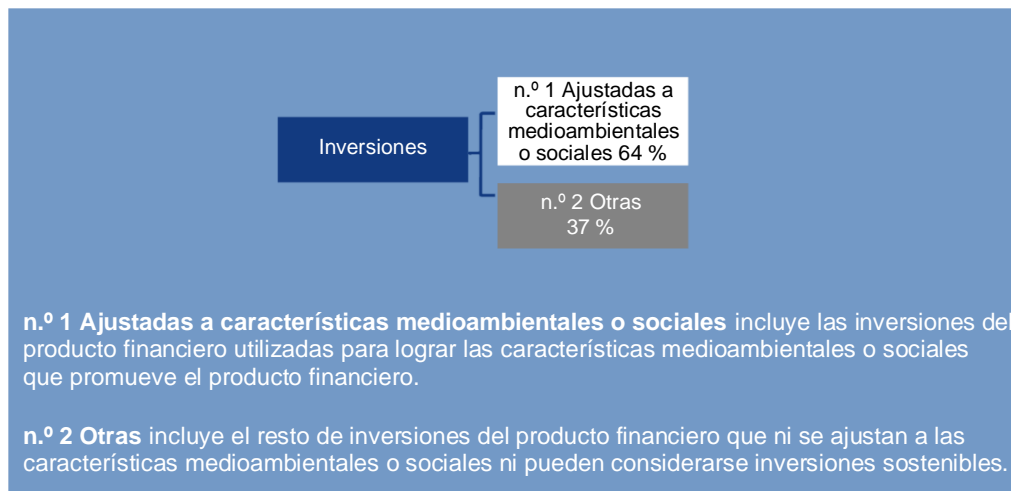 n.º 1 Ajustadas a
características
medioambientales
o sociales 64 %
Inversiones
n.º 2 Otras
37 %
n.º 1 Ajustadas a características medioambientales o sociales incluye las inversiones del
producto financiero utilizadas para lograr las características medioambientales o sociales
que promueve el producto financiero.
n.º 2 Otras incluye el resto de inversiones del producto financiero que ni se ajustan a las
características medioambientales o sociales ni pueden considerarse inversiones sostenibles.